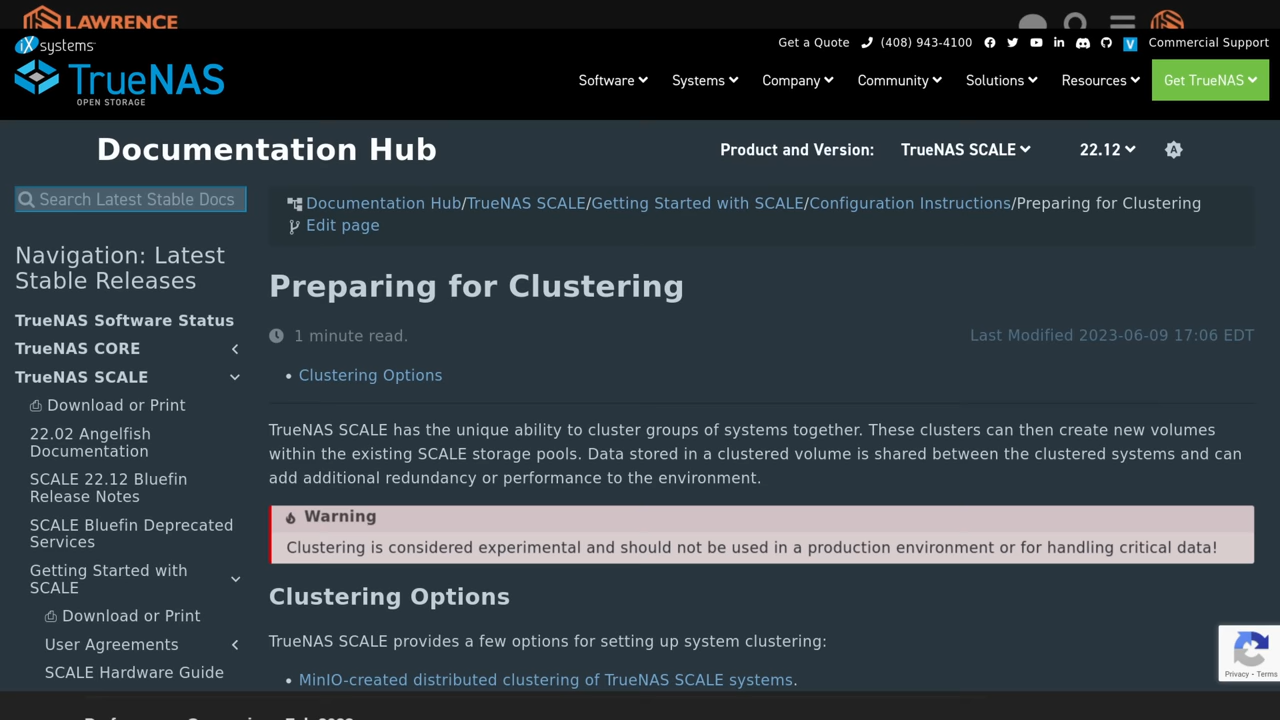 LAWRENCE
iX systems
Get a Quote (408) 943-4100 Commercial Support
TrueNAS
OPEN STORAGE
Software Systems Company Community Solutions Resources Get TrueNAS
Documentation Hub
Product and Version: TrueNAS SCALE 22.12
Search Latest Stable Docs
Documentation Hub/TrueNAS SCALE/Getting Started with SCALE/Configuration Instructions/Preparing for Clustering
Edit page
Navigation: Latest
Stable Releases
TrueNAS Software Status
TrueNAS CORE
TrueNAS SCALE
Download or Print
22.02 Angelfish
Documentation
SCALE 22.12 Bluefin
Release Notes
SCALE Bluefin Deprecated
Services
Getting Started with
SCALE
Download or Print
User Agreements
SCALE Hardware Guide
Preparing for Clustering
1 minute read.
Last Modified 2023-06-09 17:06 EDT
• Clustering Options
TrueNAS SCALE has the unique ability to cluster groups of systems together. These clusters can then create new volumes
within the existing SCALE storage pools. Data stored in a clustered volume is shared between the clustered systems and can
add additional redundancy or performance to the environment.
Warning
Clustering is considered experimental and should not be used in a production environment or for handling critical data!
Clustering Options
TrueNAS SCALE provides a few options for setting up system clustering:
• MinIO-created distributed clustering of TrueNAS SCALE systems.
Privacy - Terms